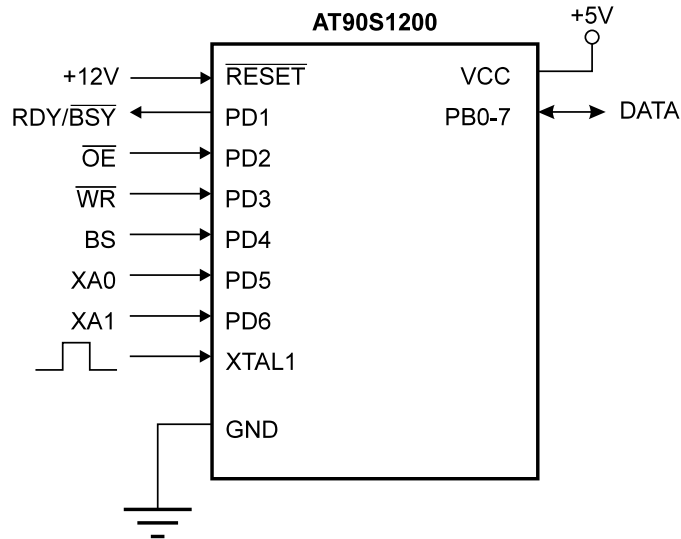 AT90S1200
+5V
+12V
RESET
VCC
RDY/BSY
PD1
PB0-7
DATA
OE
PD2
WR
PD3
BS
PD4
XA0
PD5
XA1
PD6
XTAL1
GND